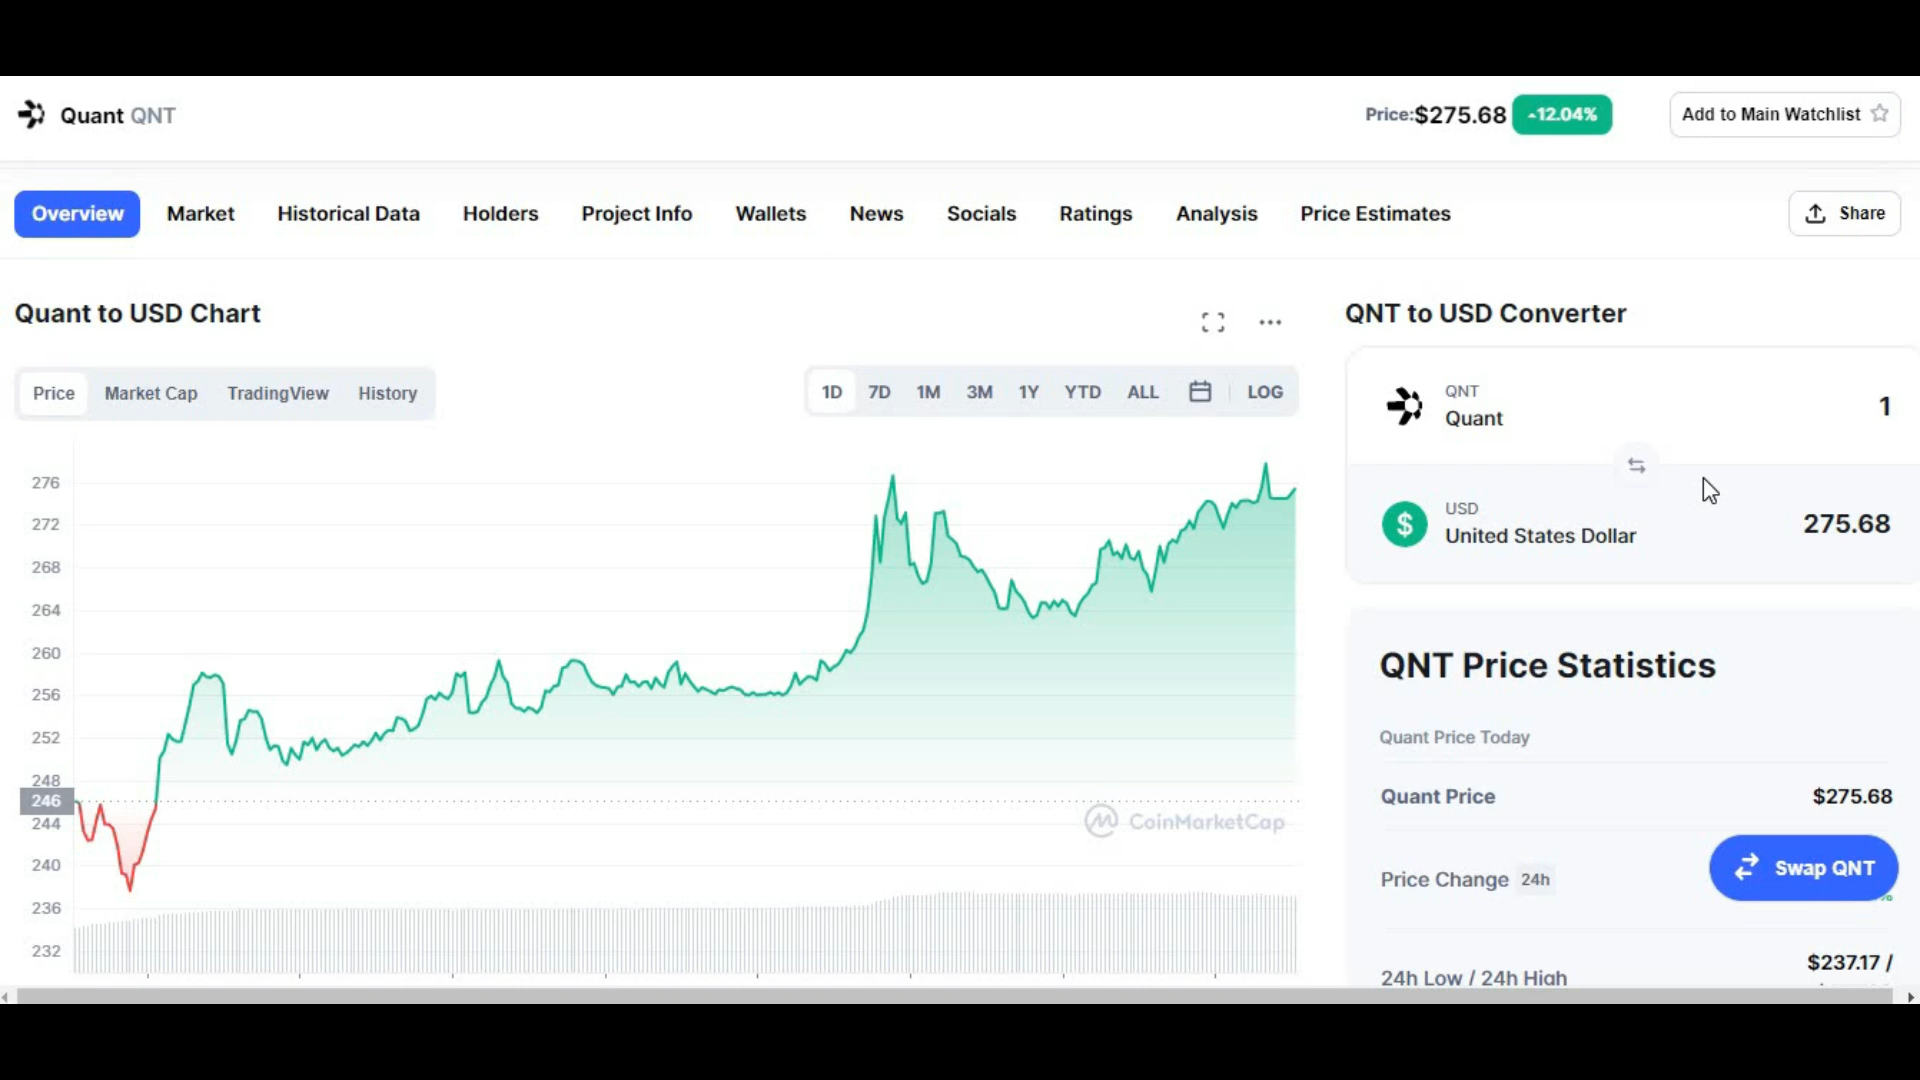 Quant QNT
Price:$275.68 12.04%
Add to Main Watchlist
Overview Market Historical Data Holders Project Info Wallets News Socials Ratings Analysis Price Estimates
Share
Quant to USD Chart
Price Market Cap TradingView History
1D 7D 1M 3M 1Y YTD ALL LOG
276
272
268
264
260
256
252
248
246
244
240
236
232
CoinMarketCap
QNT to USD Converter
QNT
Quant
1
USD
United States Dollar
275.68
QNT Price Statistics
Quant Price Today
Quant Price $275.68
Price Change 24h
Swap QNT
24h Low / 24h High $237.17 /